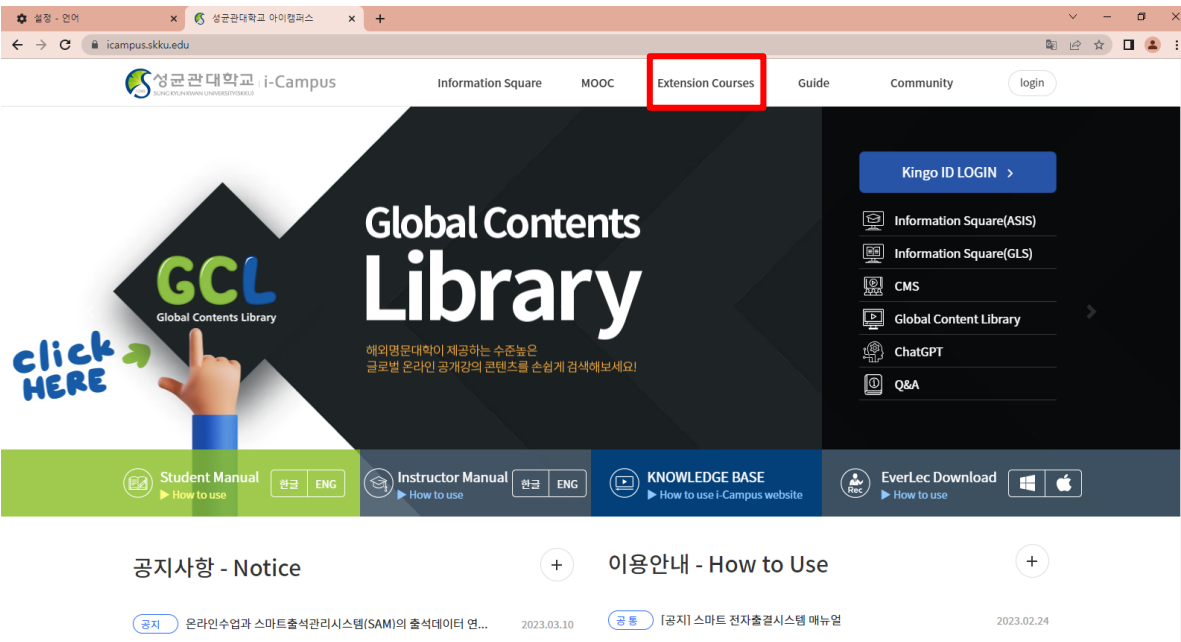 설정 - 언어
성균관대학교 아이캠퍼스
icampus.skku.edu
성균관대학교 i-Campus
SUNG KYUN KWAN UNIVERSITY(SKKU)
Information Square
MOOC
Extension Courses
Guide
Community
login
Global Contents
Library
해외명문대학이 제공하는 수준높은
글로벌 온라인 공개강의 콘텐츠를 손쉽게 검색해보세요!
GCL
Global Contents Library
click
HERE
Kingo ID LOGIN >
Information Square(ASIS)
Information Square(GLS)
CMS
Global Content Library
ChatGPT
Q&A
Student Manual
▶ How to use
한글 ENG
Instructor Manual
▶ How to use
한글 ENG
KNOWLEDGE BASE
▶ How to use i-Campus website
Rec
EverLec Download
▶ How to use
공지사항 - Notice +
공지 온라인수업과 스마트출석관리시스템(SAM)의 출석데이터 연... 2023.03.10
이용안내 - How to Use +
공통 [공지] 스마트 전자출결시스템 매뉴얼 2023.02.24